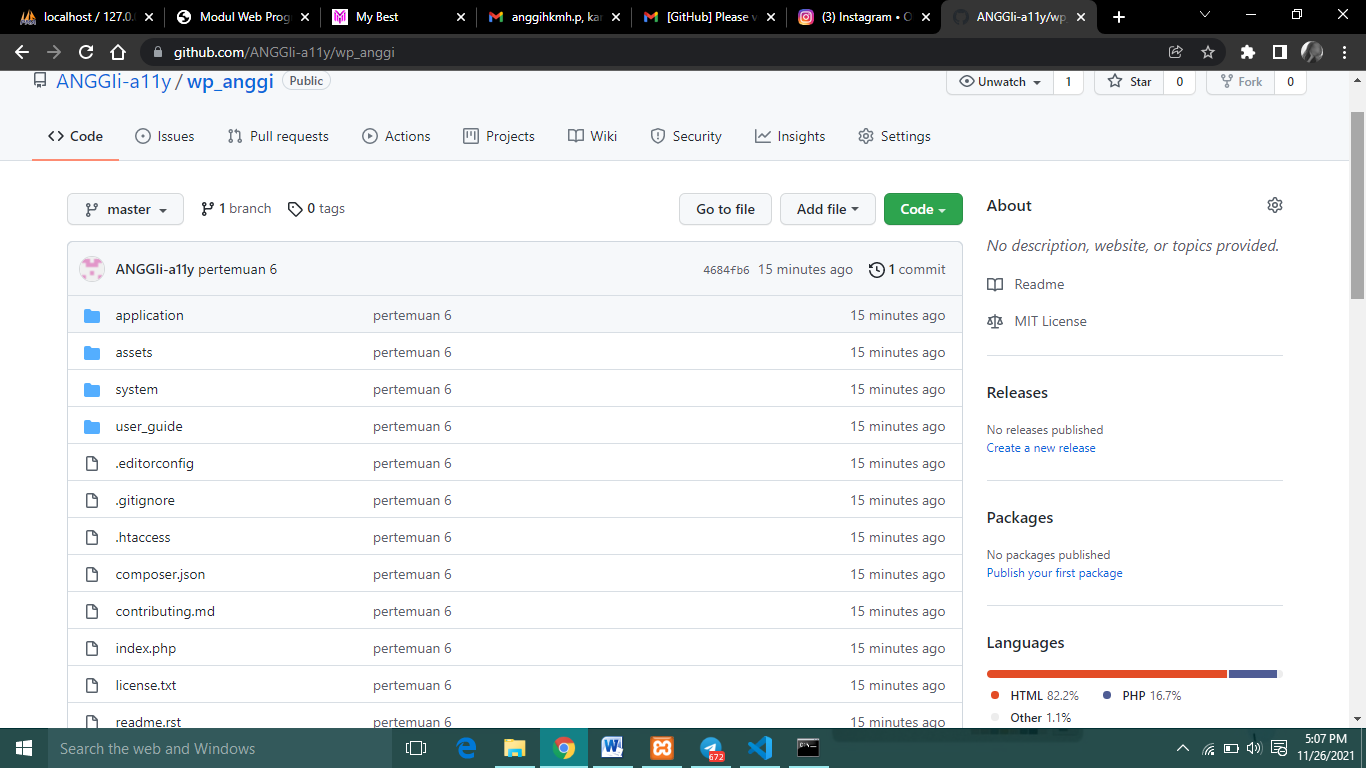 localhost / 127.0.
Modul Web Prog
My Best
anggihkmh.p, kar
[GitHub] Please v
(3) Instagram • O
ANGGIi-a11y/wp_
github.com/ANGGIi-a11y/wp_anggi
ANGGIi-a11y / wp_anggi Public
Unwatch 1 Star 0 Fork 0
Code Issues Pull requests Actions Projects Wiki Security Insights Settings
master 1 branch 0 tags Go to file Add file Code
ANGGIi-a11y pertemuan 6 4684fb6 15 minutes ago 1 commit
application pertemuan 6 15 minutes ago
assets pertemuan 6 15 minutes ago
system pertemuan 6 15 minutes ago
user_guide pertemuan 6 15 minutes ago
.editorconfig pertemuan 6 15 minutes ago
.gitignore pertemuan 6 15 minutes ago
.htaccess pertemuan 6 15 minutes ago
composer.json pertemuan 6 15 minutes ago
contributing.md pertemuan 6 15 minutes ago
index.php pertemuan 6 15 minutes ago
license.txt pertemuan 6 15 minutes ago
readme.rst pertemuan 6 15 minutes ago
About
No description, website, or topics provided.
Readme
MIT License
Releases
No releases published
Create a new release
Packages
No packages published
Publish your first package
Languages
HTML 82.2% PHP 16.7%
Other 1.1%
Search the web and Windows
672
5:07 PM
11/26/2021